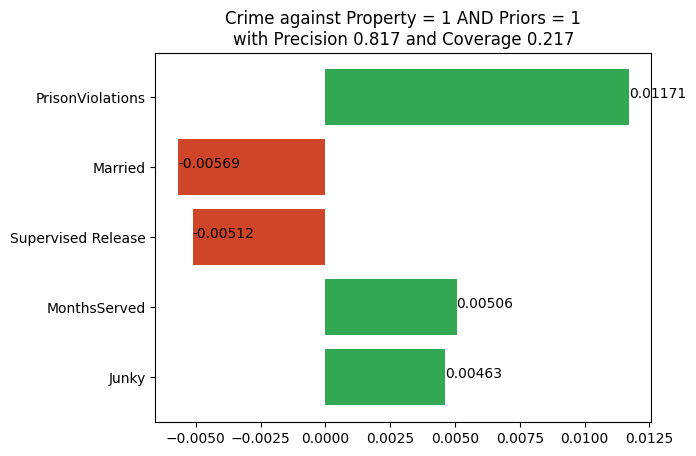 Crime against Property = 1 AND Priors = 1
with Precision 0.817 and Coverage 0.217
PrisonViolations
0.01171
Married
-0.00569
Supervised Release
-0.00512
MonthsServed
0.00506
Junky
0.00463
−0.0050 −0.0025 0.0000 0.0025 0.0050 0.0075 0.0100 0.0125